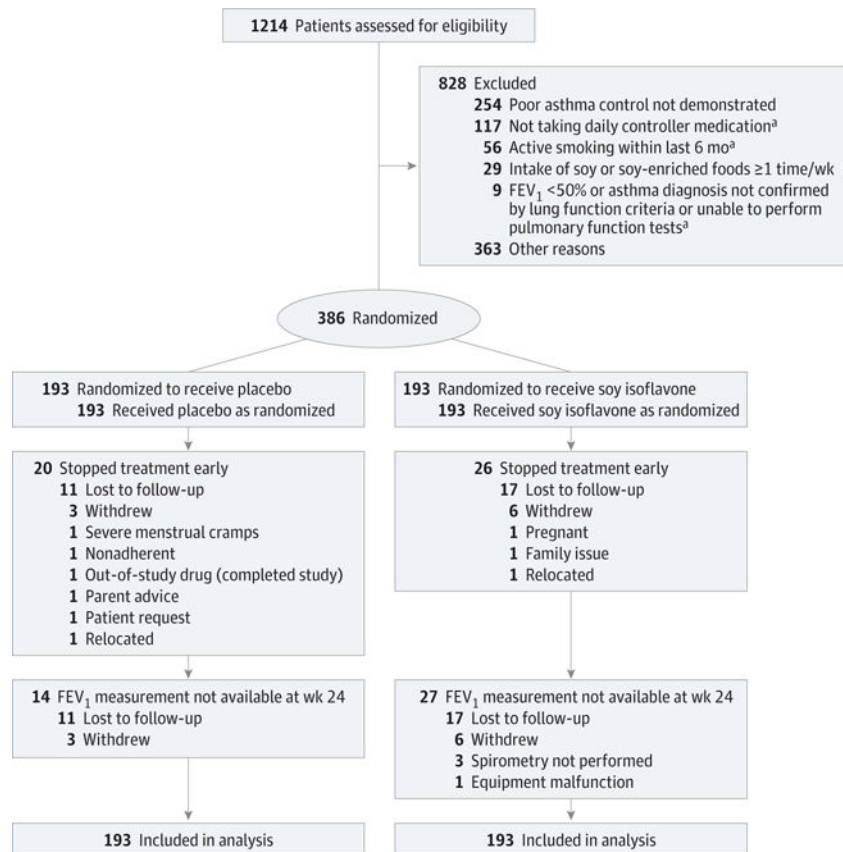 1214 Patients assessed for eligibility
828 Excluded
254 Poor asthma control not demonstrated
117 Not taking daily controller medicationᵃ
56 Active smoking within last 6 moᵃ
29 Intake of soy or soy-enriched foods ≥1 time/wk
9 FEV₁ <50% or asthma diagnosis not confirmed
by lung function criteria or unable to perform
pulmonary function testsᵃ
363 Other reasons
386 Randomized
193 Randomized to receive placebo
193 Received placebo as randomized
193 Randomized to receive soy isoflavone
193 Received soy isoflavone as randomized
20 Stopped treatment early
11 Lost to follow-up
3 Withdrew
1 Severe menstrual cramps
1 Nonadherent
1 Out-of-study drug (completed study)
1 Parent advice
1 Patient request
1 Relocated
26 Stopped treatment early
17 Lost to follow-up
6 Withdrew
1 Pregnant
1 Family issue
1 Relocated
14 FEV₁ measurement not available at wk 24
11 Lost to follow-up
3 Withdrew
27 FEV₁ measurement not available at wk 24
17 Lost to follow-up
6 Withdrew
3 Spirometry not performed
1 Equipment malfunction
193 Included in analysis
193 Included in analysis